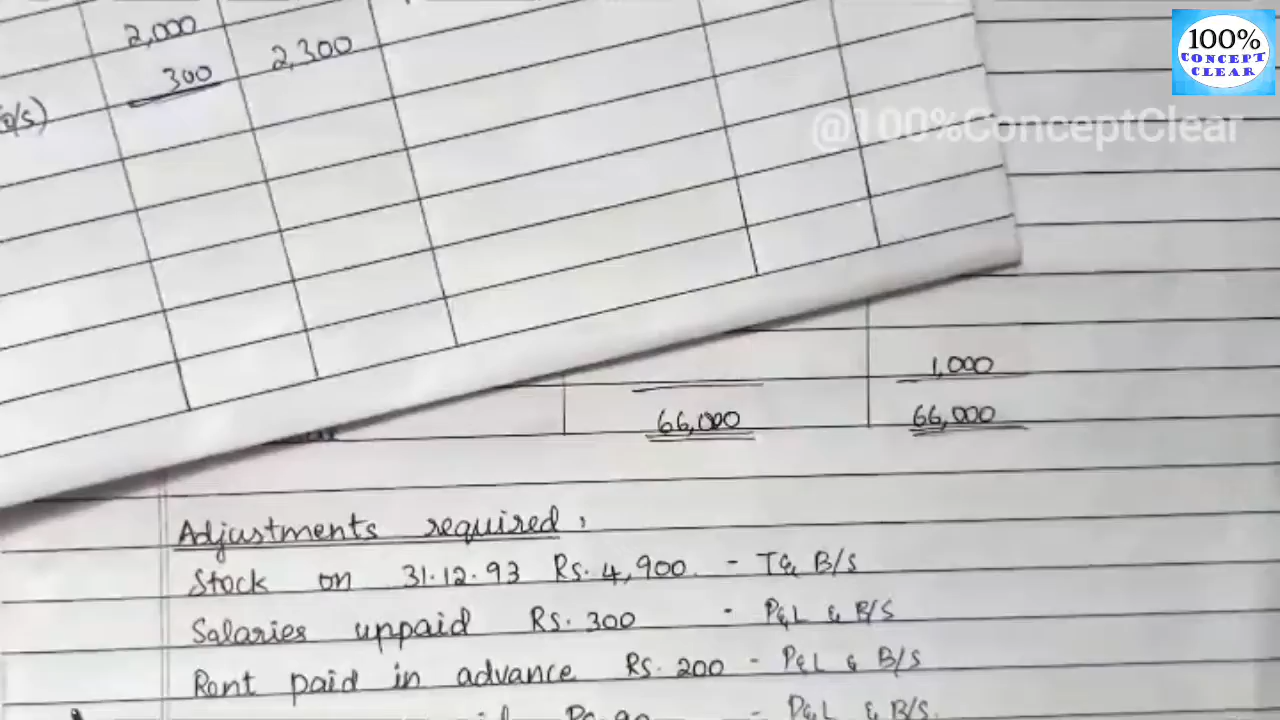 2,000
300 2,300
o/s)
100%
CONCEPT
CLEAR
@100%ConceptClear
1,000
66,000 66,000
Adjustments required,
Stock on 31.12.93 Rs. 4,900. - T& B/S
Salaries uppaid Rs. 300 - P&L & B/S
Rent paid in advance Rs. 200 - P&L & B/S
- P&L & B/S.